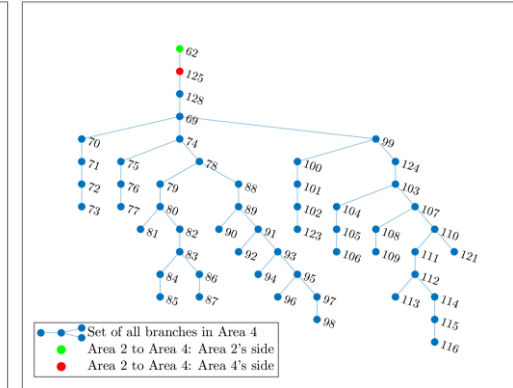 62
125
128
69
70 74 99
71 75 78 100 124
72 76 79 88 101 103
73 77 80 89 102 104 107
81 82 90 91 123 105 108 110
83 92 93 106 109 111 121
84 86 94 95 112
85 87 96 97 113 114
98 115
116
Set of all branches in Area 4
Area 2 to Area 4: Area 2's side
Area 2 to Area 4: Area 4's side